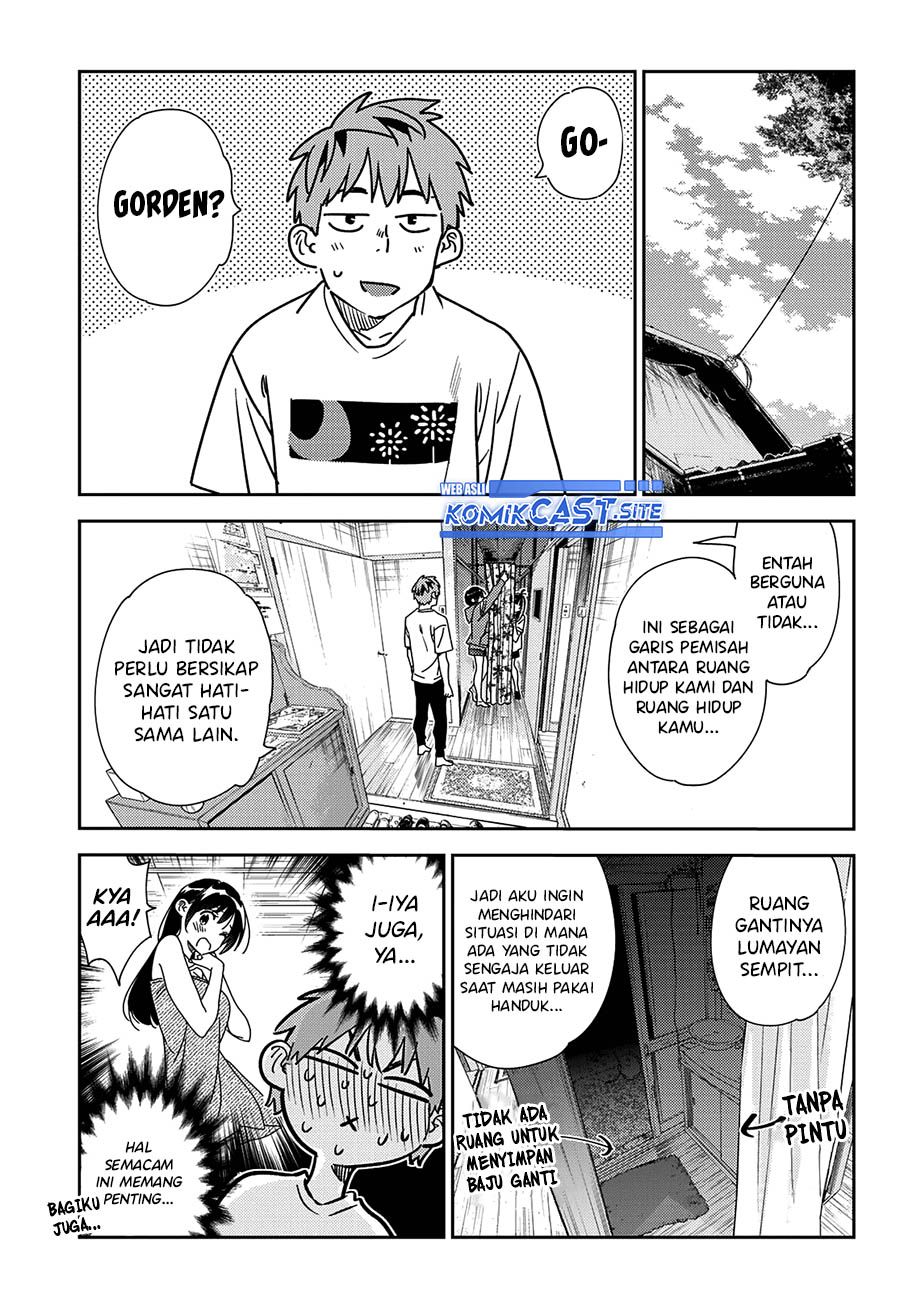 GO-
GORDEN?
ENTAH
BERGUNA
ATAU
TIDAK...
INI SEBAGAI
GARIS PEMISAH
ANTARA RUANG
HIDUP KAMI DAN
RUANG HIDUP
KAMU...
JADI TIDAK
PERLU BERSIKAP
SANGAT HATI-
HATI SATU
SAMA LAIN.
WEB ASLI
KOMIKCAST.SITE
RUANG
GANTINYA
LUMAYAN
SEMPIT...
JADI AKU INGIN
MENGHINDARI
SITUASI DI MANA
ADA YANG TIDAK
SENGAJA KELUAR
SAAT MASIH PAKAI
HANDUK...
TANPA
PINTU
TIDAK ADA
RUANG UNTUK
MENYIMPAN
BAJU GANTI
I-IYA
JUGA,
YA...
KYA
AAA!
HAL
SEMACAM
INI MEMANG
PENTING...
BAGIKU
JUGA...